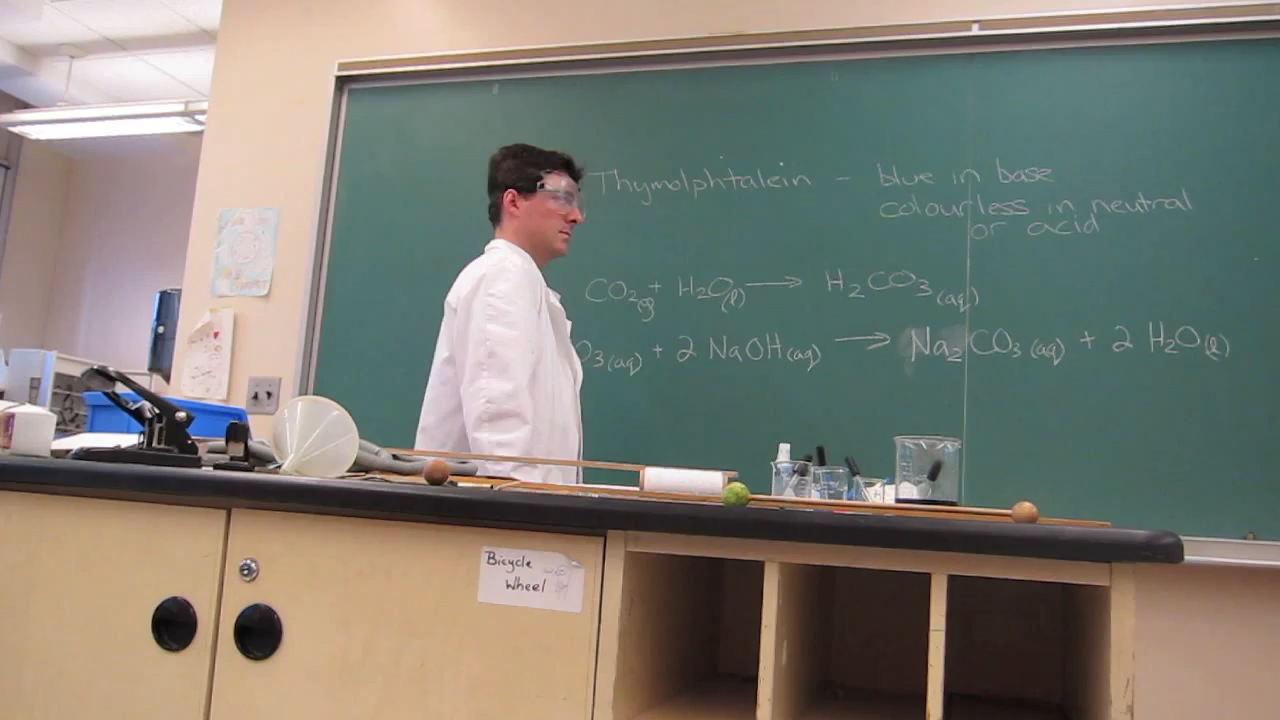 Thymolphtalein - blue in base
colourless in neutral
or acid
CO2(g) + H2O(l) → H2CO3(aq)
O3(aq) + 2 NaOH(aq) → Na2CO3(aq) + 2 H2O(l)
Bicycle
Wheel